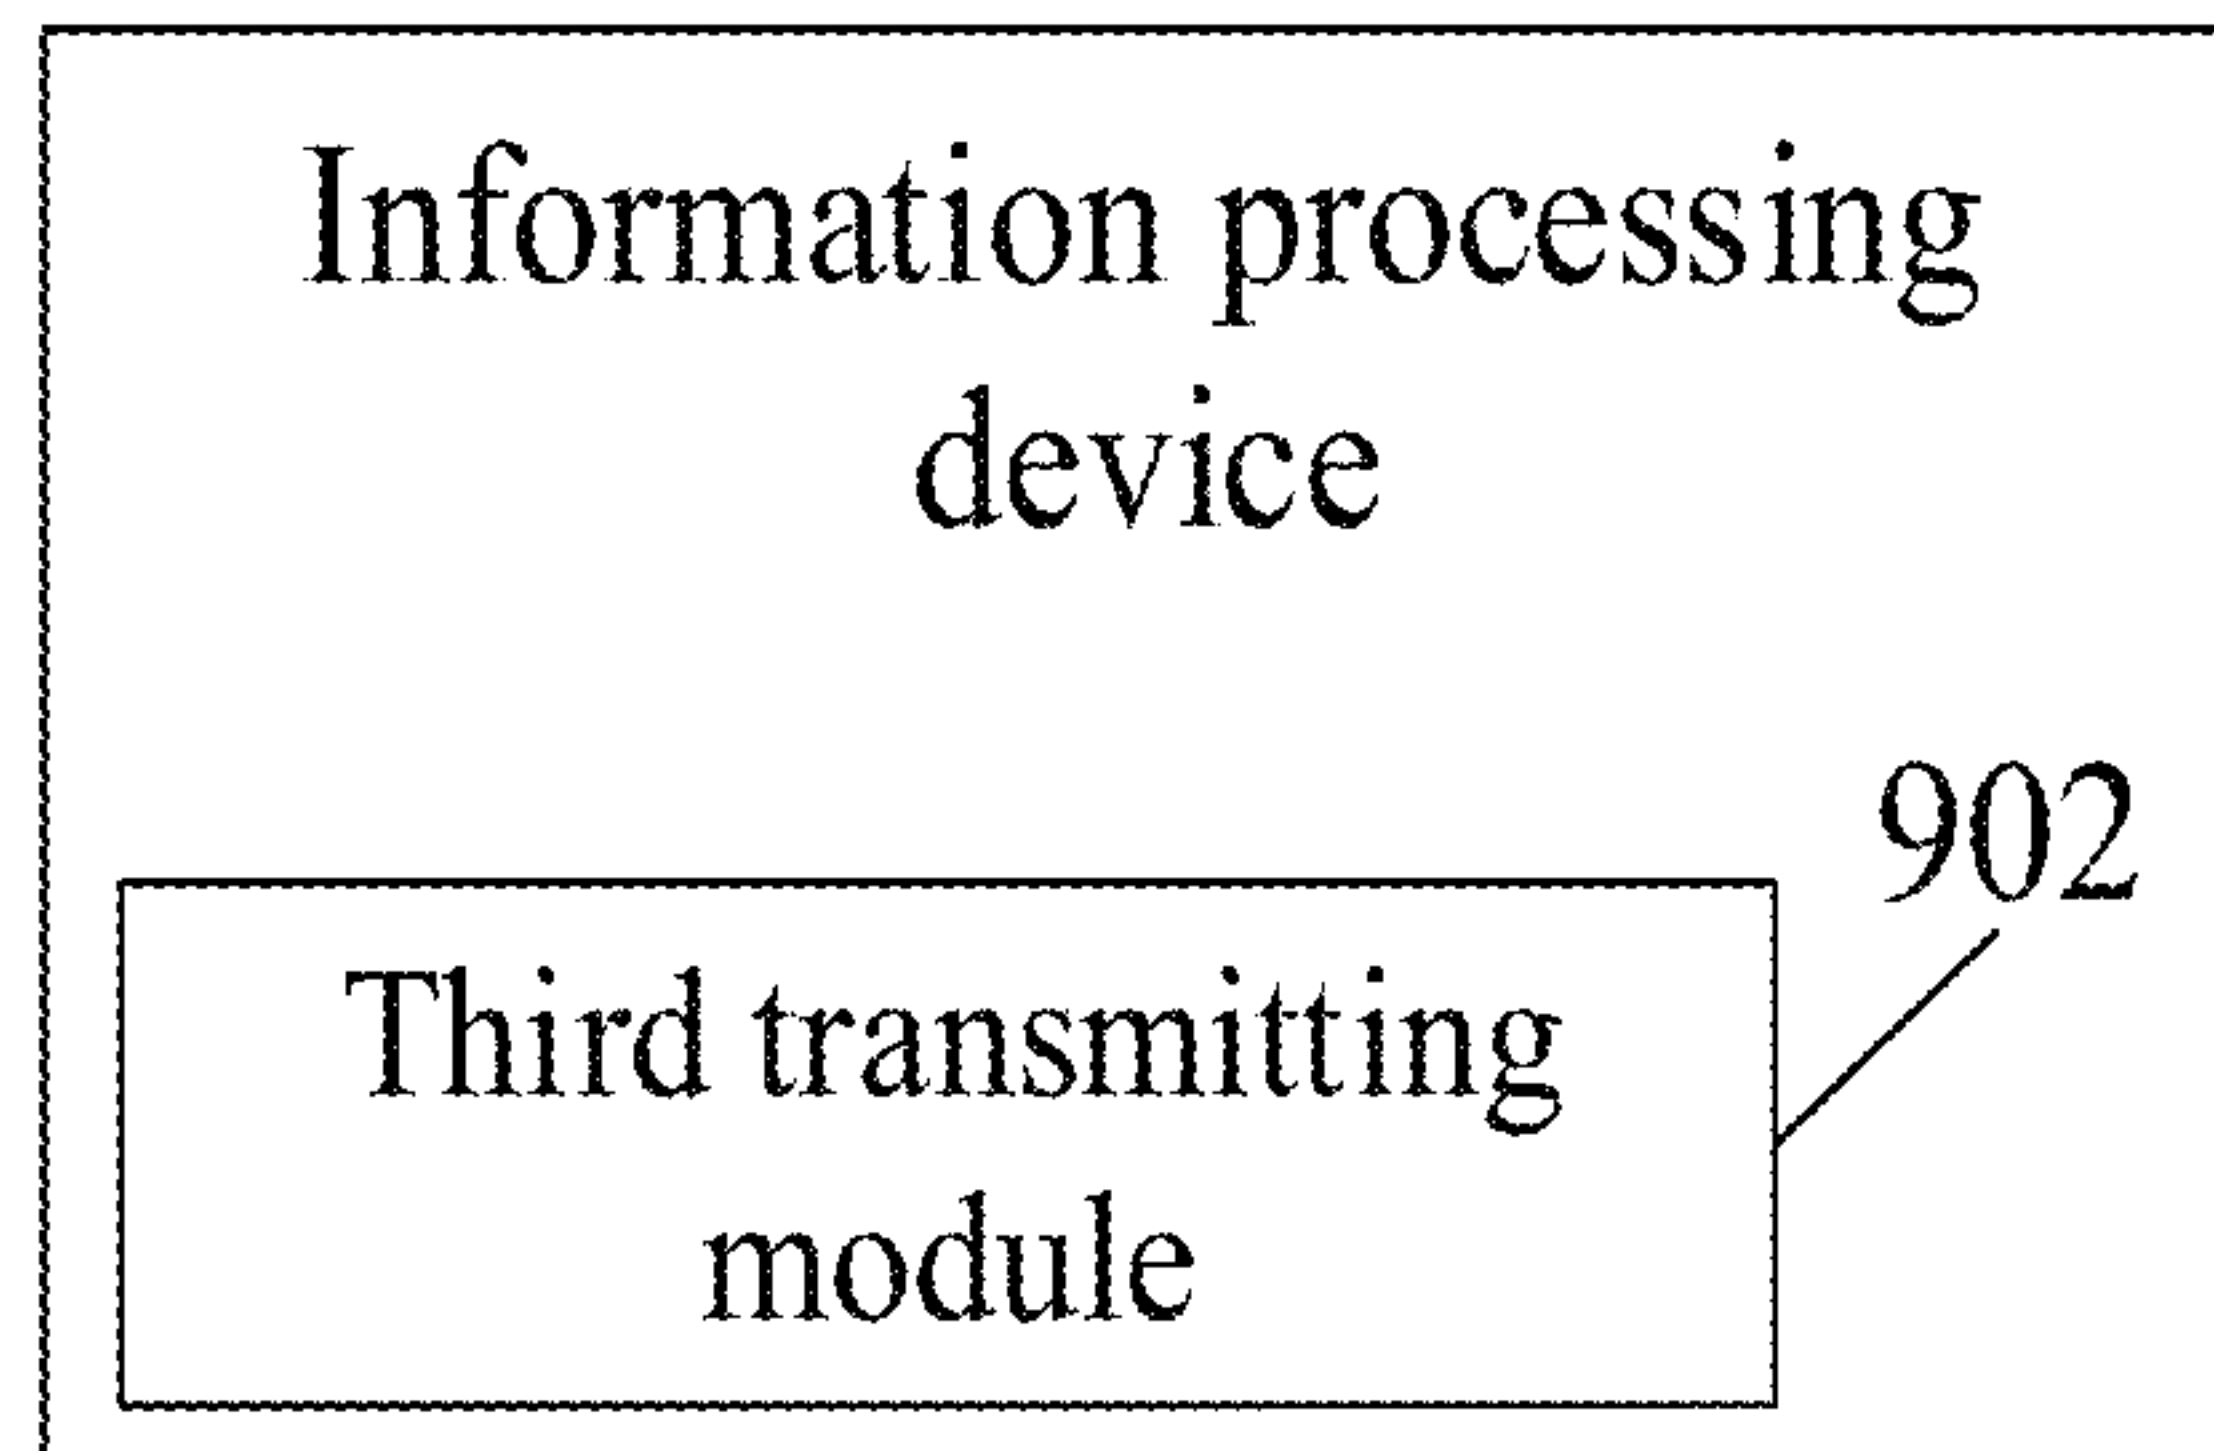 Information processing
device
902
Third transmitting
module